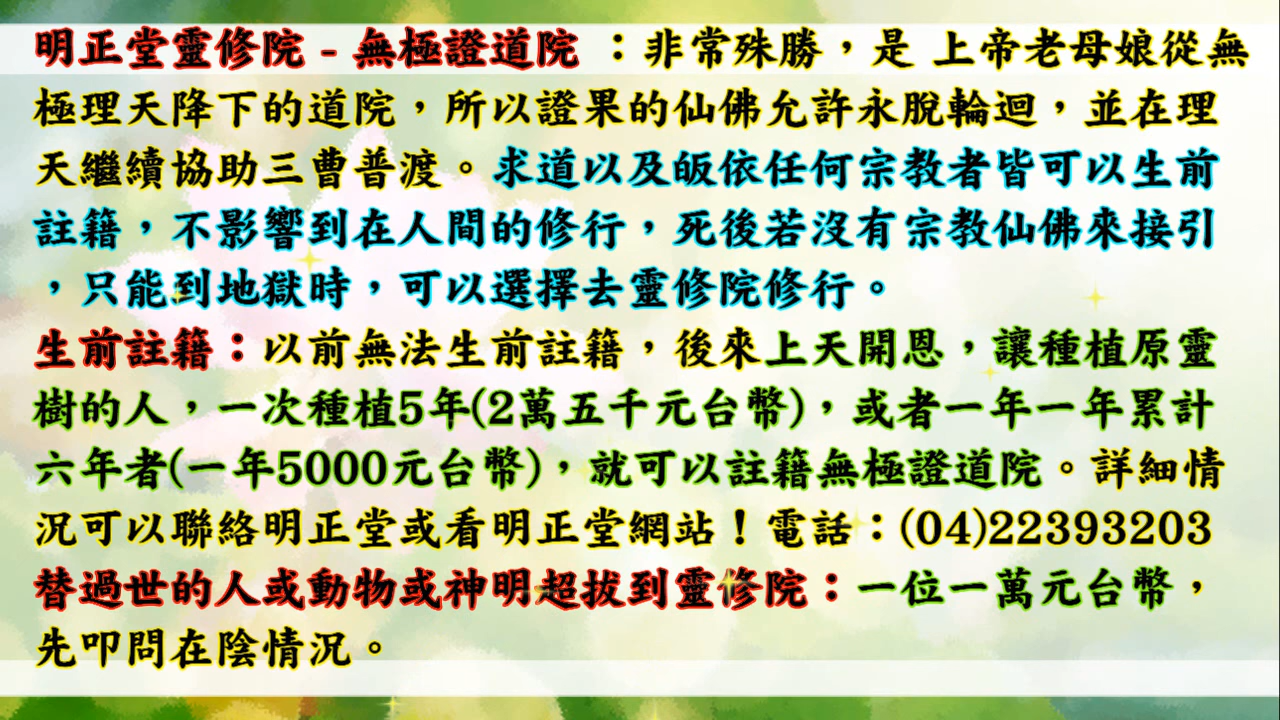 明正堂靈修院 - 無極證道院 ：非常殊勝，是 上帝老母娘從無
極理天降下的道院，所以證果的仙佛允許永脫輪迴，並在理
天繼續協助三曹普渡。求道以及皈依任何宗教者皆可以生前
註籍，不影響到在人間的修行，死後若沒有宗教仙佛來接引
，只能到地獄時，可以選擇去靈修院修行。
生前註籍：以前無法生前註籍，後來上天開恩，讓種植原靈
樹的人，一次種植5年(2萬五千元台幣)，或者一年一年累計
六年者(一年5000元台幣)，就可以註籍無極證道院。詳細情
況可以聯絡明正堂或看明正堂網站！電話：(04)22393203
替過世的人或動物或神明超拔到靈修院：一位一萬元台幣，
先叩問在陰情況。